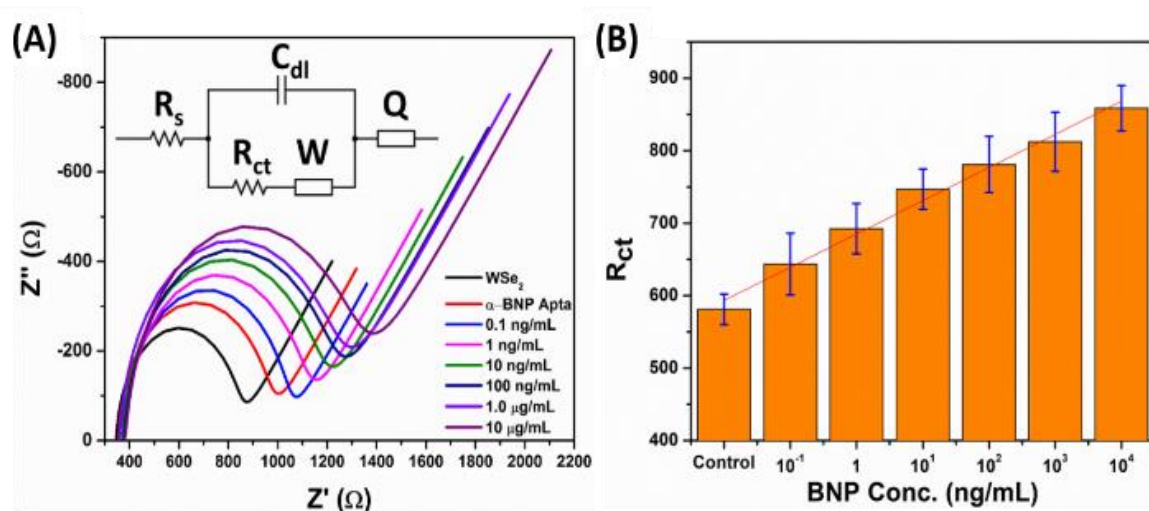 (A)
-800
-600
-400
-200
0
Z" (Ω)
400 600 800 1000 1200 1400 1600 1800 2000 2200
Z' (Ω)
C_dl
R_s
Q
R_ct
W
WSe₂
α-BNP Apta
0.1 ng/mL
1 ng/mL
10 ng/mL
100 ng/mL
1.0 μg/mL
10 μg/mL
(B)
900
800
700
600
500
400
R_ct
Control 10⁻¹ 1 10¹ 10² 10³ 10⁴
BNP Conc. (ng/mL)